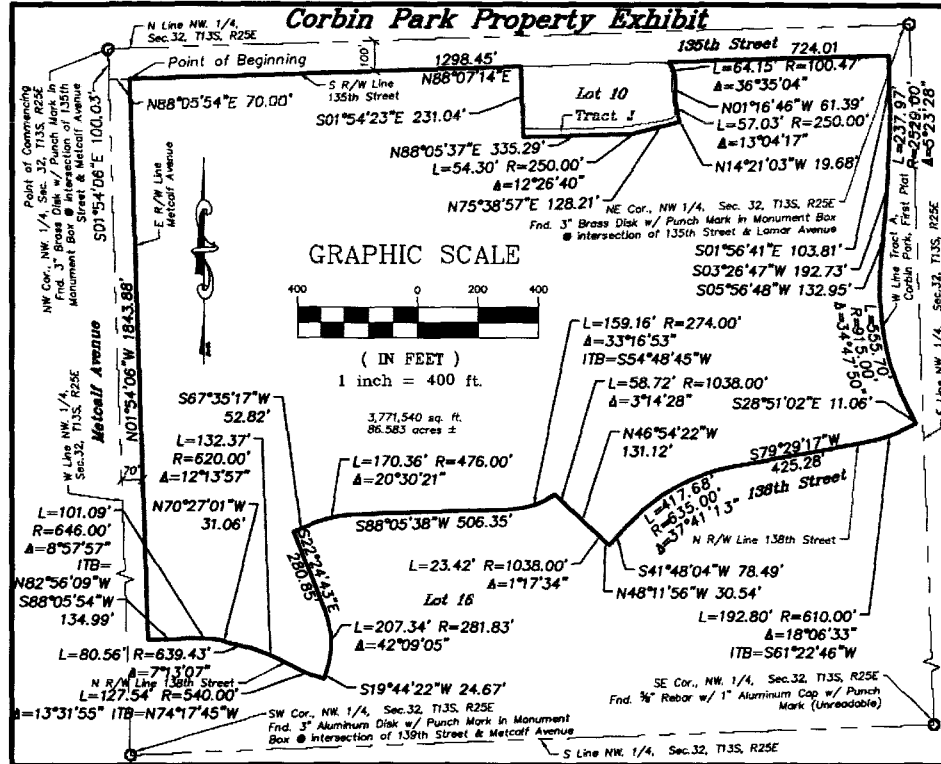 Corbin Park Property Exhibit
N Line NW. 1/4,
Sec.32, T13S, R25E
100'
135th Street
724.01
Point of Beginning
1298.45'
N88°07'14"E
S R/W Line
135th Street
N88°05'54"E 70.00'
S01°54'23"E 231.04'
Lot 10
Tract J
L=64.15' R=100.47'
Δ=36°35'04"
N01°16'46"W 61.39'
L=57.03' R=250.00'
Δ=13°04'17"
N14°21'03"W 19.68'
N88°05'37"E 335.29'
L=54.30' R=250.00'
Δ=12°26'40"
N75°38'57"E 128.21'
NE Cor., NW 1/4, Sec. 32, T13S, R25E
Fnd. 3" Brass Disk w/ Punch Mark in Monument Box
@ intersection of 135th Street & Lamar Avenue
L=237.97'
R=2529.00'
Δ=5°23'28"
S01°56'41"E 103.81'
S03°26'47"W 192.73'
S05°56'48"W 132.95'
W Line Tract A,
Corbin Park, First Plat
E Line NW. 1/4, Sec.32, T13S, R25E
Point of Commencing
NW Cor., NW 1/4, Sec. 32, T13S, R25E
Fnd. 3" Brass Disk w/ Punch Mark in
Monument Box @ intersection of 135th
Street & Metcalf Avenue
S01°54'06"E 100.03'
E R/W Line
Metcalf Avenue
N01°54'06"W 1843.88'
Metcalf Avenue
W Line NW. 1/4,
Sec.32, T13S, R25E
70'
GRAPHIC SCALE
400 200 0 400
( IN FEET )
1 inch = 400 ft.
3,771,540 sq. ft.
86.583 acres ±
L=159.16' R=274.00'
Δ=33°16'53"
ITB=S54°48'45"W
L=58.72' R=1038.00'
Δ=3°14'28"
N46°54'22"W
131.12'
L=555.70'
R=915.00'
Δ=34°47'50"
S28°51'02"E 11.06'
S79°29'17"W
425.28'
138th Street
L=417.68'
R=635.00'
Δ=37°41'13"
N R/W Line 138th Street
S41°48'04"W 78.49'
N48°11'56"W 30.54'
L=192.80' R=610.00'
Δ=18°06'33"
ITB=S61°22'46"W
S67°35'17"W
52.82'
L=132.37'
R=620.00'
Δ=12°13'57"
N70°27'01"W
31.06'
L=170.36' R=476.00'
Δ=20°30'21"
S88°05'38"W 506.35'
L=23.42' R=1038.00'
Δ=1°17'34"
S22°24'43"E
280.85'
Lot 16
L=207.34' R=281.83'
Δ=42°09'05"
S19°44'22"W 24.67'
L=101.09'
R=646.00'
Δ=8°57'57"
ITB=
N82°56'09"W
S88°05'54"W
134.99'
L=80.56' R=639.43'
Δ=7°13'07"
N R/W Line 138th Street
L=127.54' R=540.00'
Δ=13°31'55" ITB=N74°17'45"W
SW Cor., NW. 1/4, Sec.32, T13S, R25E
Fnd. 3" Aluminum Disk w/ Punch Mark in Monument
Box @ intersection of 139th Street & Metcalf Avenue
SE Cor., NW. 1/4, Sec.32, T13S, R25E
Fnd. ⅝" Rebar w/ 1" Aluminum Cap w/ Punch
Mark (Unreadable)
S Line NW. 1/4, Sec.32, T13S, R25E